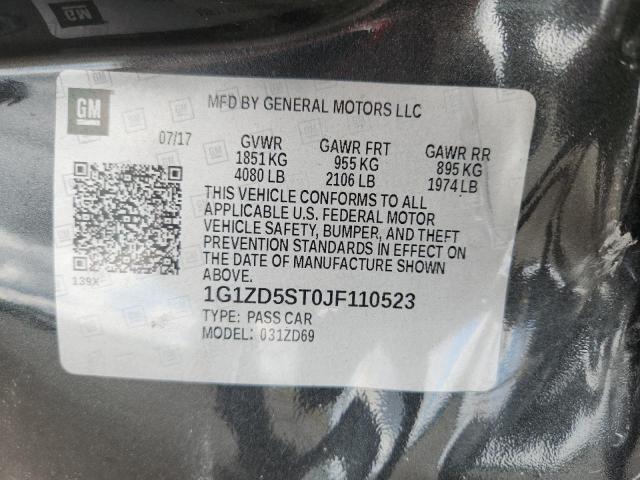 GM
MFD BY GENERAL MOTORS LLC
07/17
GVWR GAWR FRT GAWR RR
1851 KG 955 KG 895 KG
4080 LB 2106 LB 1974 LB
THIS VEHICLE CONFORMS TO ALL
APPLICABLE U.S. FEDERAL MOTOR
VEHICLE SAFETY, BUMPER, AND THEFT
PREVENTION STANDARDS IN EFFECT ON
THE DATE OF MANUFACTURE SHOWN
ABOVE.
139X
1G1ZD5ST0JF110523
TYPE: PASS CAR
MODEL: 031ZD69